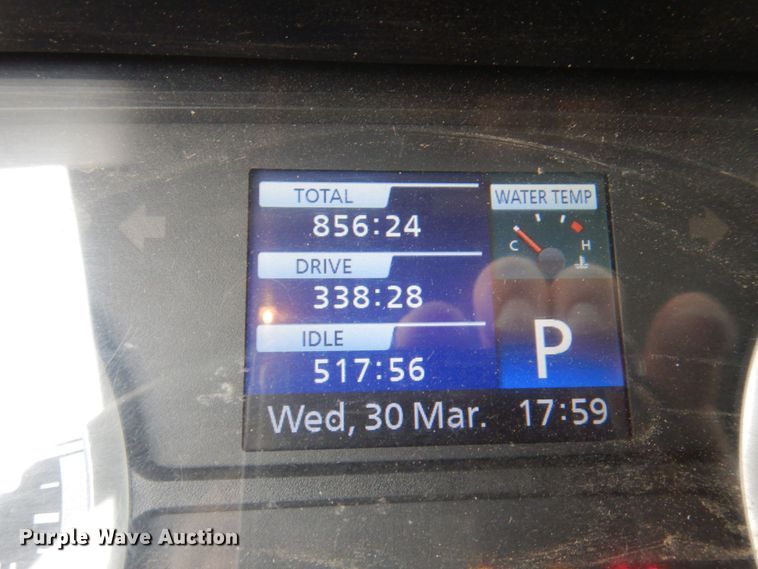 TOTAL
856:24
DRIVE
338:28
IDLE
517:56
WATER TEMP
C H
P
Wed, 30 Mar. 17:59
Purple Wave Auction